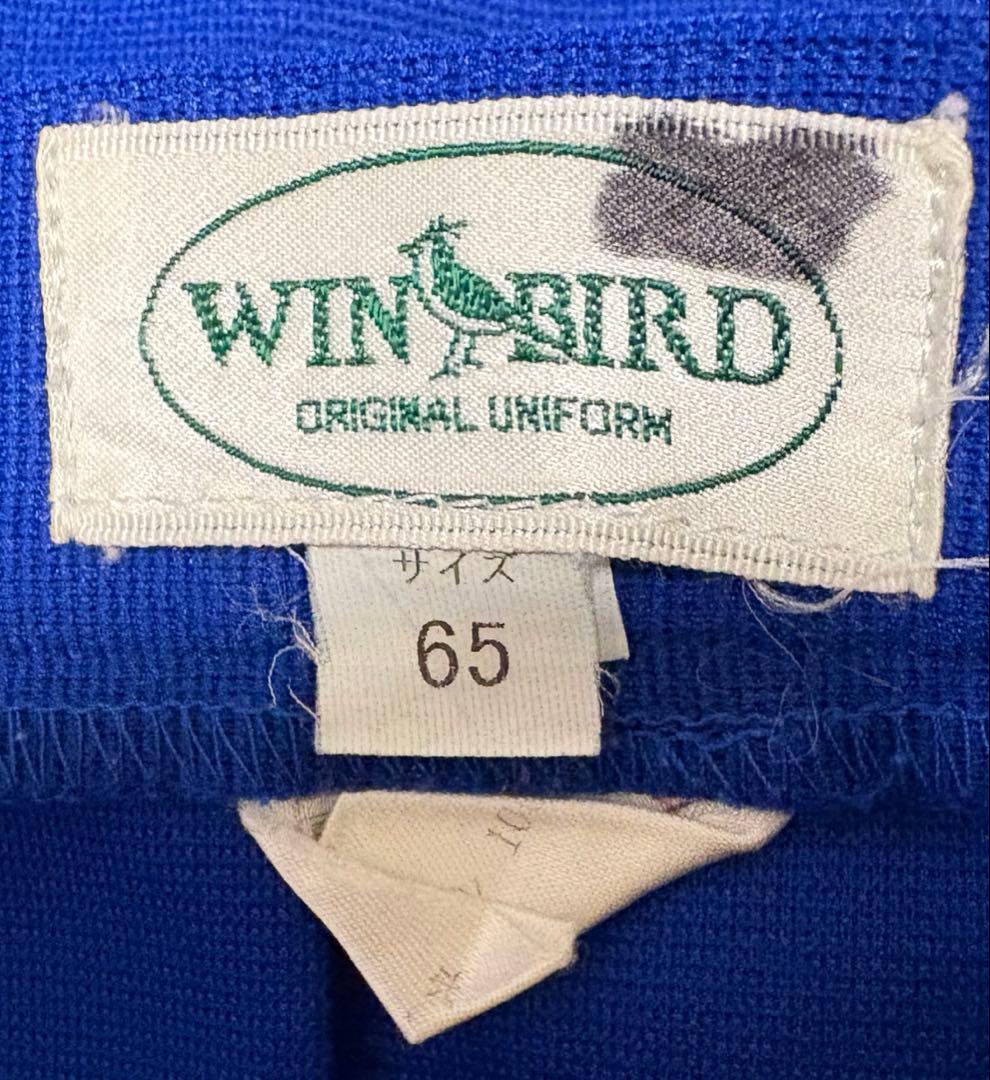 WIN BIRD
ORIGINAL UNIFORM
サイズ
65